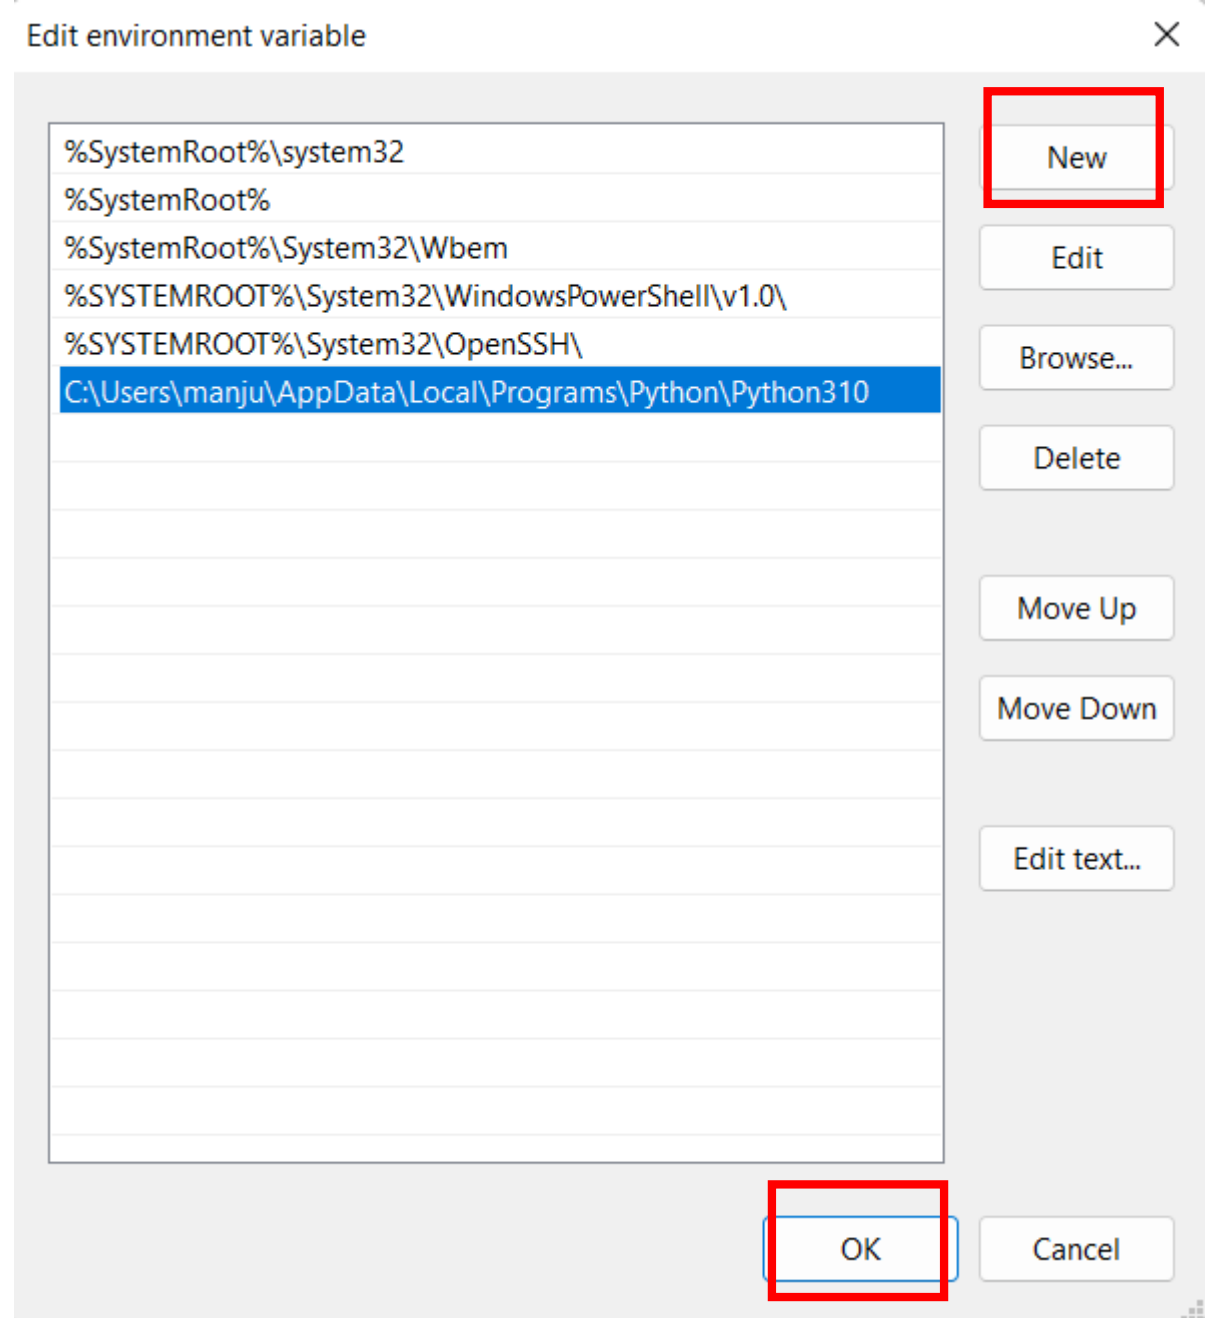 Edit environment variable
%SystemRoot%\system32
%SystemRoot%
%SystemRoot%\System32\Wbem
%SYSTEMROOT%\System32\WindowsPowerShell\v1.0\
%SYSTEMROOT%\System32\OpenSSH\
C:\Users\manju\AppData\Local\Programs\Python\Python310
New
Edit
Browse...
Delete
Move Up
Move Down
Edit text...
OK
Cancel